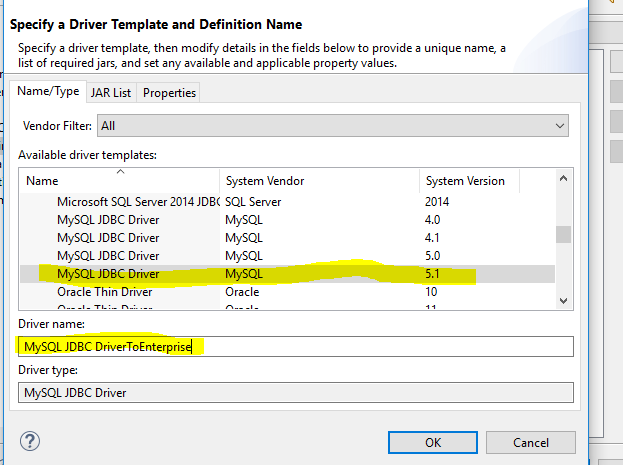 Specify a Driver Template and Definition Name
Specify a driver template, then modify details in the fields below to provide a unique name, a
list of required jars, and set any available and applicable property values.
Name/Type JAR List Properties
Vendor Filter: All
Available driver templates:
Name System Vendor System Version
Microsoft SQL Server 2014 JDBC SQL Server 2014
MySQL JDBC Driver MySQL 4.0
MySQL JDBC Driver MySQL 4.1
MySQL JDBC Driver MySQL 5.0
MySQL JDBC Driver MySQL 5.1
Oracle Thin Driver Oracle 10
Oracle Thin Driver Oracle 11
Driver name:
MySQL JDBC DriverToEnterprise
Driver type:
MySQL JDBC Driver
? OK Cancel